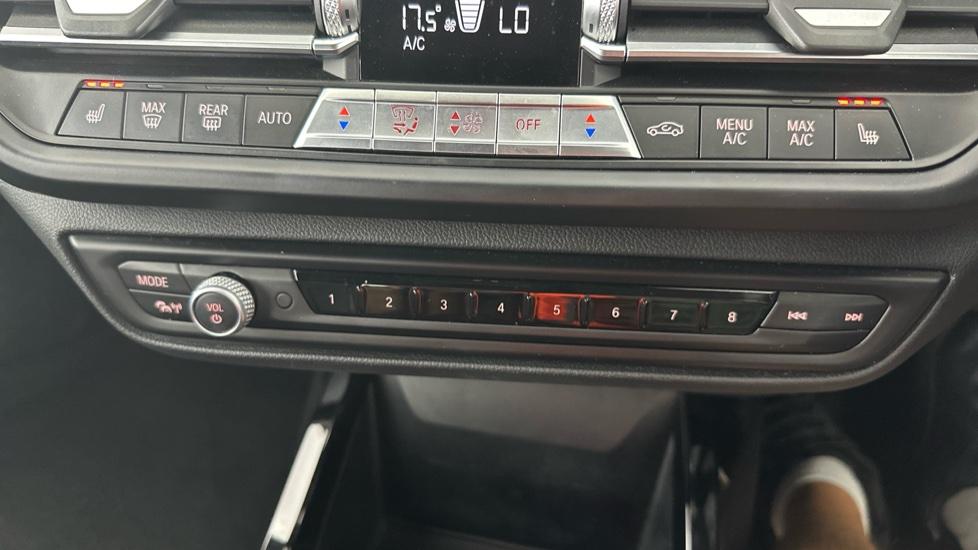 17.5° LO
A/C
MAX REAR AUTO OFF MENU A/C MAX A/C
MODE VOL 1 2 3 4 5 6 7 8